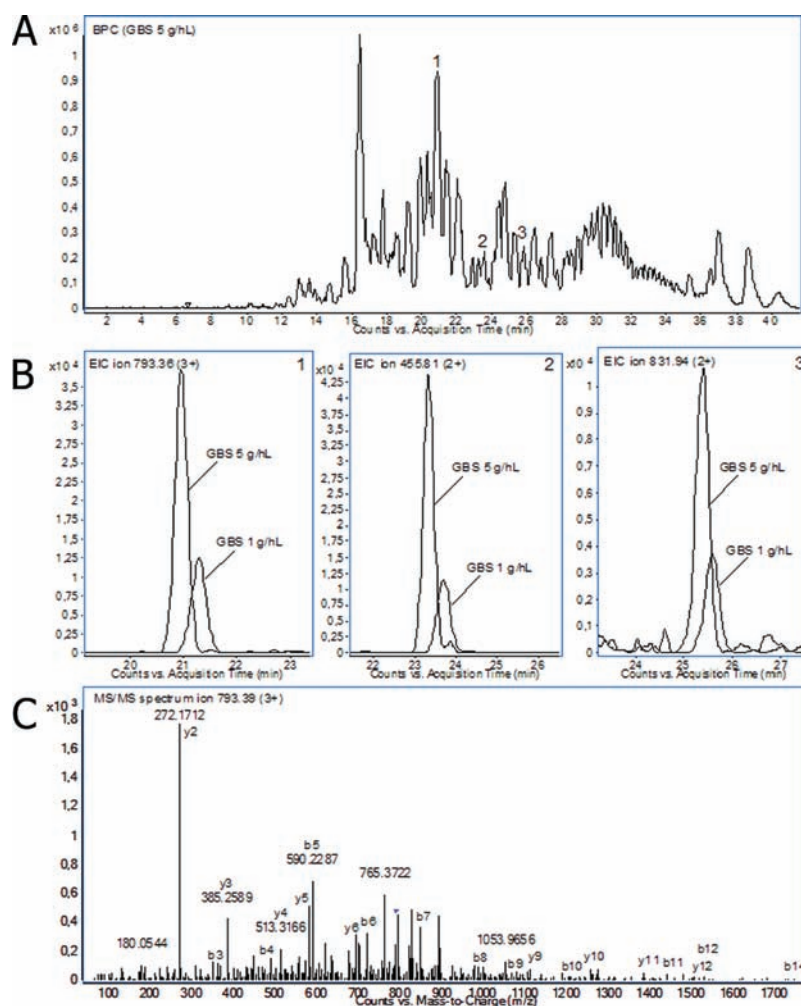 A
x10 6
BPC (GBS 5 g/hL)
1
0,9
0,8
0,7
0,6
0,5
0,4
0,3
0,2
0,1
0
1
2
3
2 4 6 8 10 12 14 16 18 20 22 24 26 28 30 32 34 36 38 40
Counts vs. Acquisition Time (min)
B
x10 4
EIC ion 793.36 (3+)
1
3,5
3,25
3
2,75
2,5
2,25
2
1,75
1,5
1,25
1
0,75
0,5
0,25
0
GBS 5 g/hL
GBS 1 g/hL
20 21 22 23
Counts vs. Acquisition Time (min)
x10 4
EIC ion 455.81 (2+)
2
4,25
4
3,75
3,5
3,25
3
2,75
2,5
2,25
2
1,75
1,5
1,25
1
0,75
0,5
0,25
0
GBS 5 g/hL
GBS 1 g/hL
22 23 24 25 26
Counts vs. Acquisition Time (min)
x10 4
EIC ion 831.94 (2+)
3
1
0,9
0,8
0,7
0,6
0,5
0,4
0,3
0,2
0,1
0
GBS 5 g/hL
GBS 1 g/hL
24 25 26 27
Counts vs. Acquisition Time (min)
C
x10 3
MS/MS spectrum ion 793.39 (3+)
1,8
1,6
1,4
1,2
1
0,8
0,6
0,4
0,2
0
272.1712
y2
b5
590.2287
765.3722
y3
385.2589
y4
513.3166
y5
180.0544
b3
b4
y6
b6
b7
1053.9656
b8
b9
y9
b10
y10
y11
b11
b12
y12
b14
100 200 300 400 500 600 700 800 900 1000 1100 1200 1300 1400 1500 1600 1700
Counts vs. Mass-to-Charge (m/z)